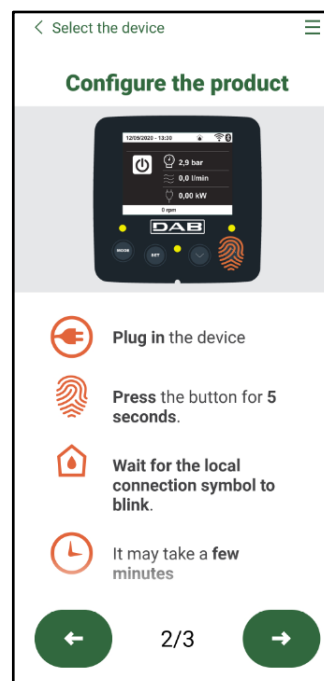 Select the device
Configure the product
12/05/2020 - 13:30
2,9 bar
0,0 l/min
0,00 kW
0 rpm
DAB
MODE
SET
Plug in the device
Press the button for 5
seconds.
Wait for the local
connection symbol to
blink.
It may take a few
minutes
2/3